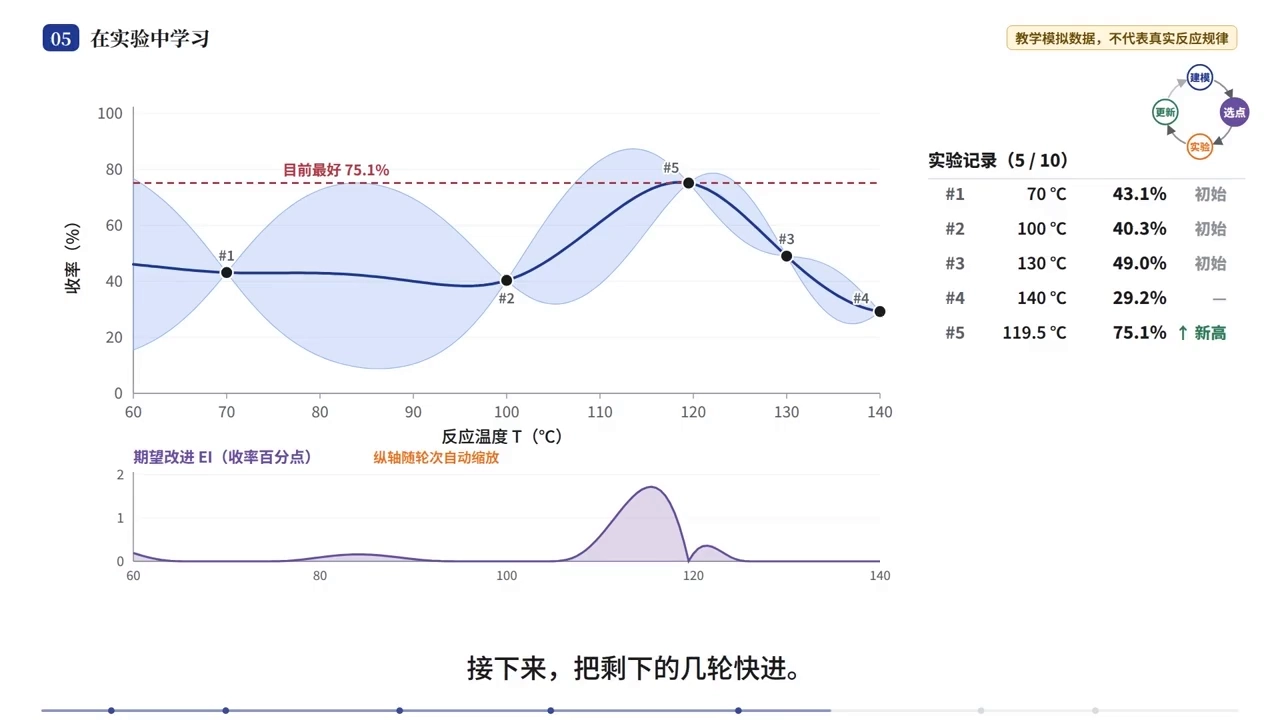 05 在实验中学习
教学模拟数据，不代表真实反应规律
建模
选点
实验
更新
收率（%）
100
80
60
40
20
0
目前最好 75.1%
#1
#2
#5
#3
#4
60 70 80 90 100 110 120 130 140
反应温度 T（℃）
期望改进 EI（收率百分点）
纵轴随轮次自动缩放
2
1
0
60 80 100 120 140
实验记录（5 / 10）
#1 70 ℃ 43.1% 初始
#2 100 ℃ 40.3% 初始
#3 130 ℃ 49.0% 初始
#4 140 ℃ 29.2% —
#5 119.5 ℃ 75.1% ↑ 新高
接下来，把剩下的几轮快进。